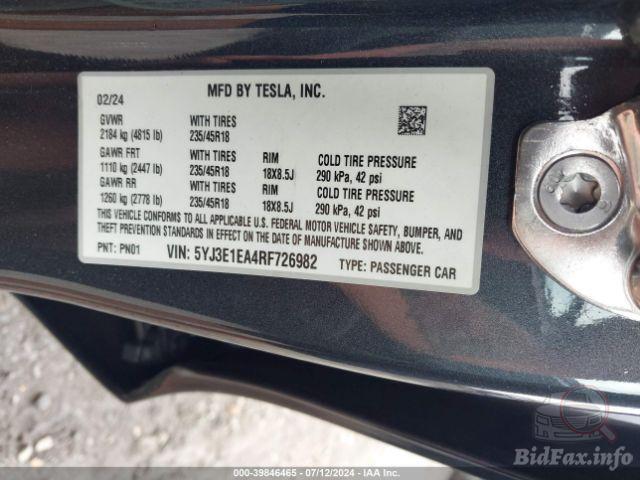 02/24 MFD BY TESLA, INC.
GVWR WITH TIRES
2184 kg (4815 lb) 235/45R18
GAWR FRT WITH TIRES RIM COLD TIRE PRESSURE
1110 kg (2447 lb) 235/45R18 18X8.5J 290 kPa, 42 psi
GAWR RR WITH TIRES RIM COLD TIRE PRESSURE
1260 kg (2778 lb) 235/45R18 18X8.5J 290 kPa, 42 psi
THIS VEHICLE CONFORMS TO ALL APPLICABLE U.S. FEDERAL MOTOR VEHICLE SAFETY, BUMPER, AND
THEFT PREVENTION STANDARDS IN EFFECT ON THE DATE OF MANUFACTURE SHOWN ABOVE.
PNT: PN01 VIN: 5YJ3E1EA4RF726982 TYPE: PASSENGER CAR
BidFax.info
000-39846465 - 07/12/2024 - IAA Inc.